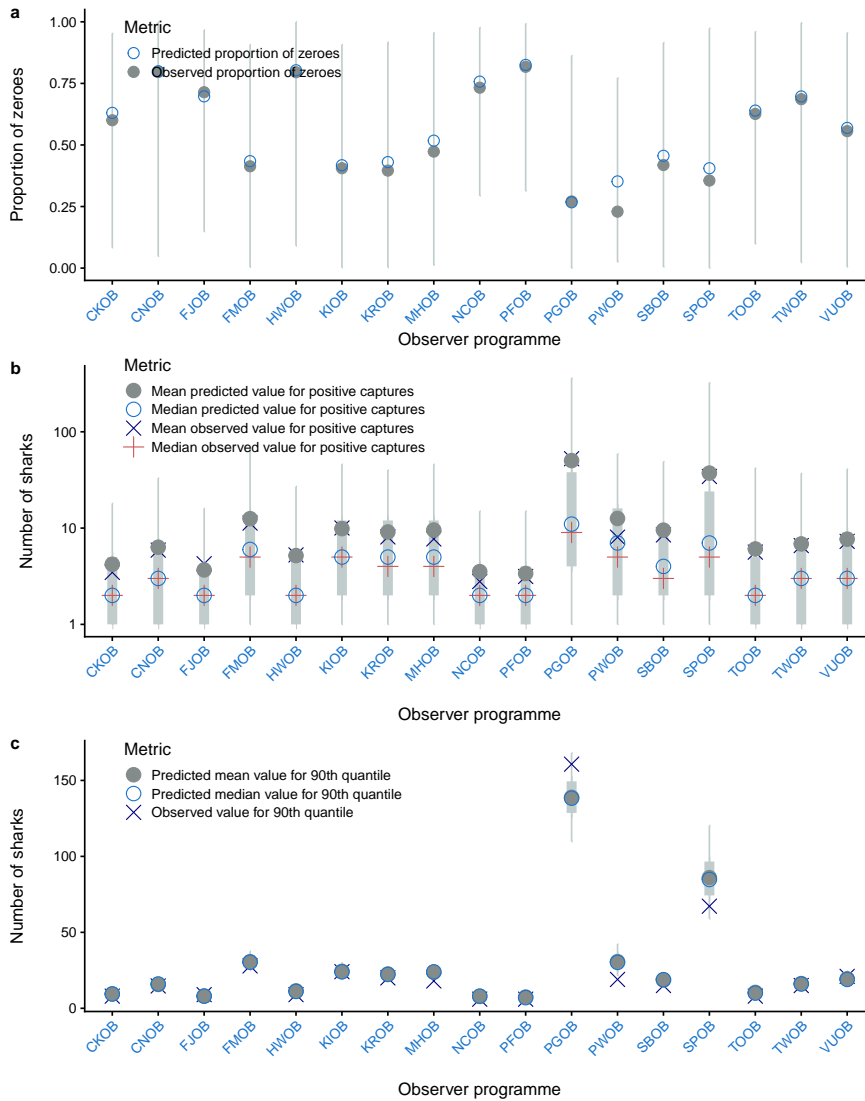 a
Metric
Predicted proportion of zeroes
Observed proportion of zeroes
Proportion of zeroes
1.00
0.75
0.50
0.25
0.00
CKOB CNOB FJOB FMOB HWOB KIOB KROB MHOB NCOB PFOB PGOB PWOB SBOB SPOB TOOB TWOB VUOB
Observer programme
b
Metric
Mean predicted value for positive captures
Median predicted value for positive captures
Mean observed value for positive captures
Median observed value for positive captures
Number of sharks
100
10
1
CKOB CNOB FJOB FMOB HWOB KIOB KROB MHOB NCOB PFOB PGOB PWOB SBOB SPOB TOOB TWOB VUOB
Observer programme
c
Metric
Predicted mean value for 90th quantile
Predicted median value for 90th quantile
Observed value for 90th quantile
Number of sharks
150
100
50
0
CKOB CNOB FJOB FMOB HWOB KIOB KROB MHOB NCOB PFOB PGOB PWOB SBOB SPOB TOOB TWOB VUOB
Observer programme